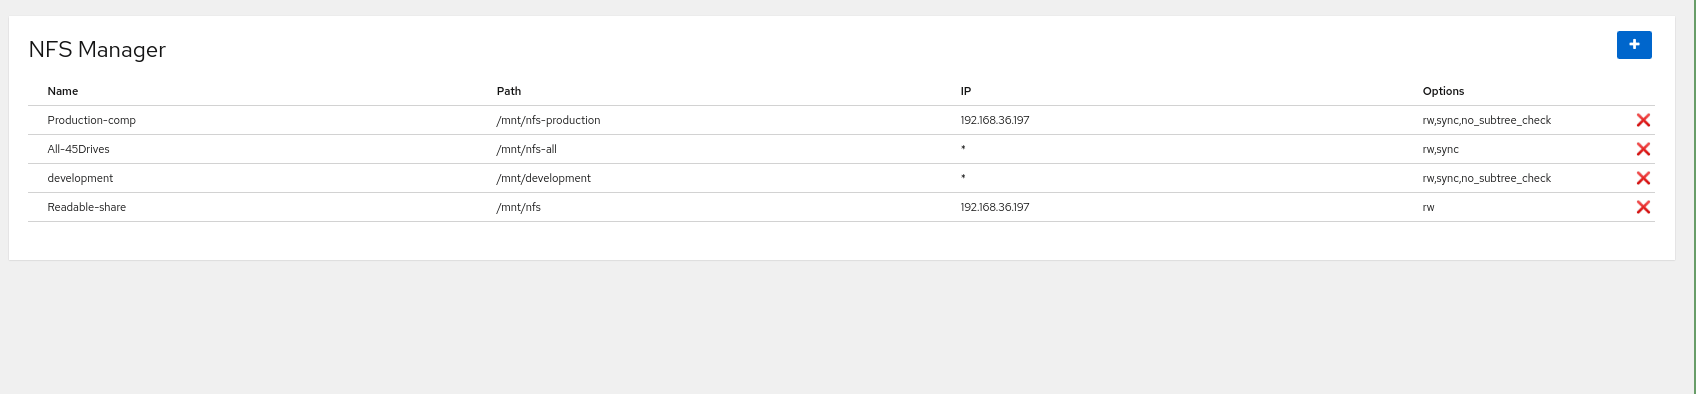 NFS Manager
Name Path IP Options
Production-comp /mnt/nfs-production 192.168.36.197 rw,sync,no_subtree_check
All-45Drives /mnt/nfs-all * rw,sync
development /mnt/development * rw,sync,no_subtree_check
Readable-share /mnt/nfs 192.168.36.197 rw